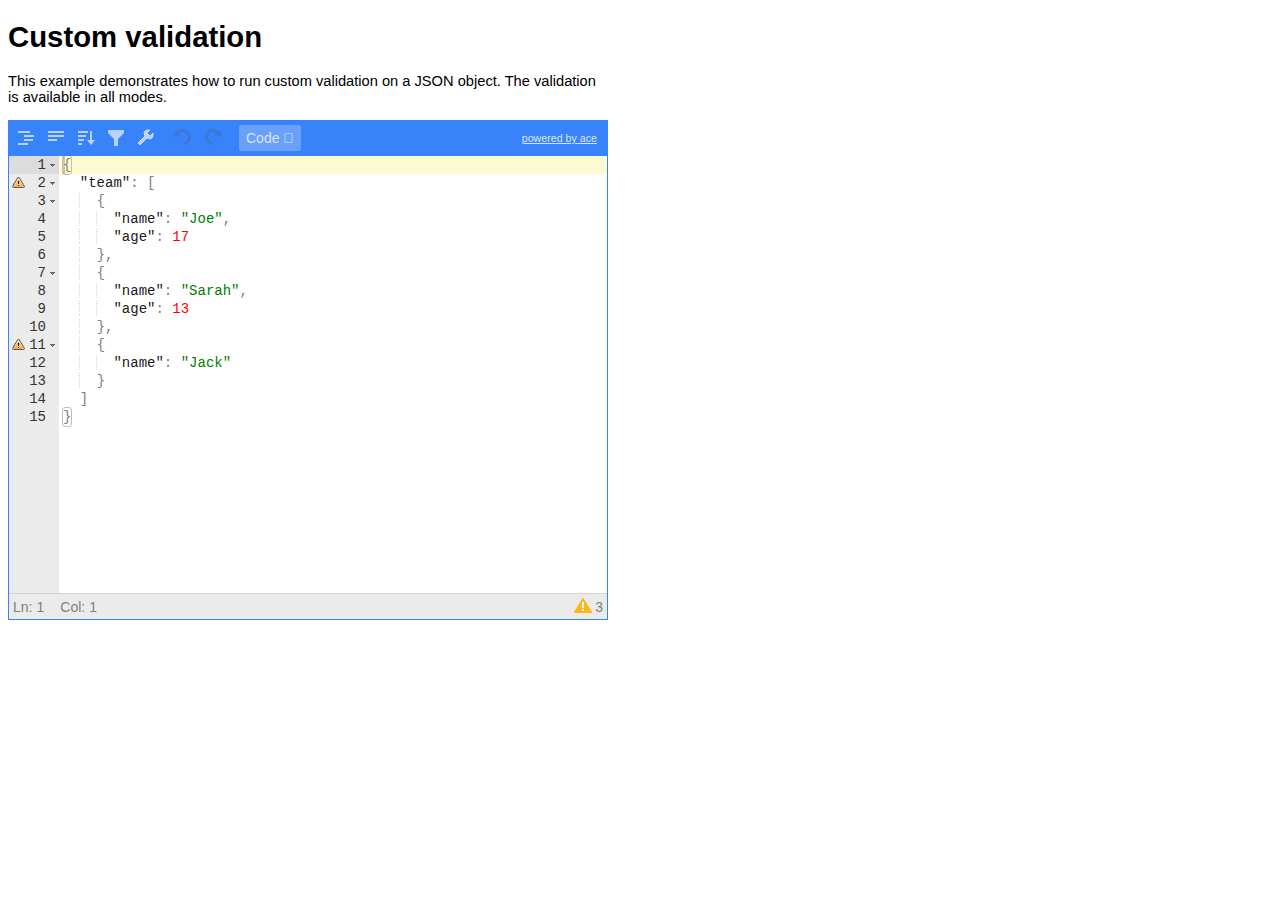 Custom validation
This example demonstrates how to run custom validation on a JSON object. The validation
is available in all modes.
Code
powered by ace
1 {
2 "team": [
3 {
4 "name": "Joe",
5 "age": 17
6 },
7 {
8 "name": "Sarah",
9 "age": 13
10 },
11 {
12 "name": "Jack"
13 }
14 ]
15 }
Ln: 1 Col: 1 3